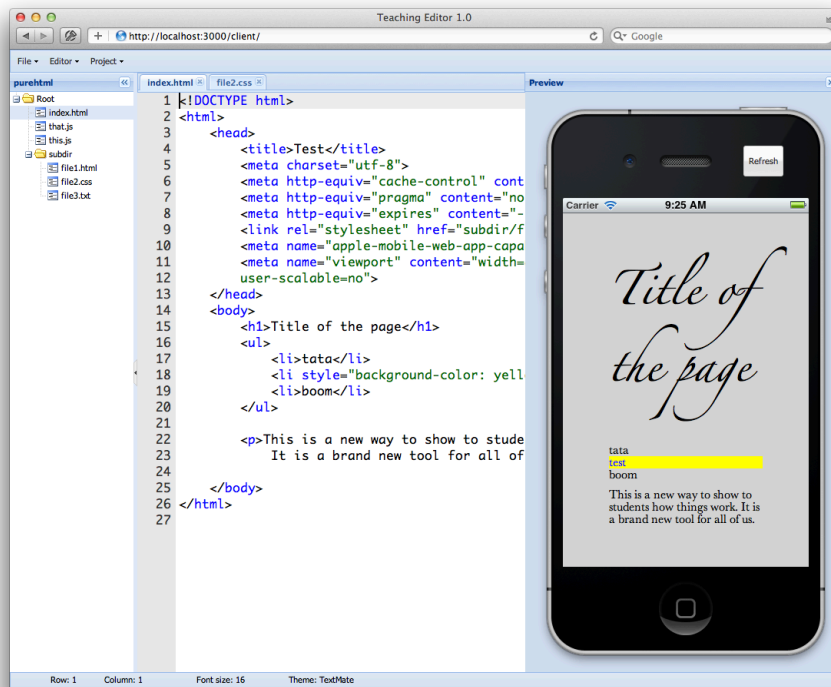 Teaching Editor 1.0
http://localhost:3000/client/
Google
File Editor Project
purehtml
index.html file2.css
Preview
Root
index.html
that.js
this.js
subdir
file1.html
file2.css
file3.txt
1 <!DOCTYPE html>
2 <html>
3 <head>
4 <title>Test</title>
5 <meta charset="utf-8">
6 <meta http-equiv="cache-control" cont
7 <meta http-equiv="pragma" content="no
8 <meta http-equiv="expires" content="-
9 <link rel="stylesheet" href="subdir/f
10 <meta name="apple-mobile-web-app-capa
11 <meta name="viewport" content="width=
12 user-scalable=no">
13 </head>
14 <body>
15 <h1>Title of the page</h1>
16 <ul>
17 <li>tata</li>
18 <li style="background-color: yell
19 <li>boom</li>
20 </ul>
21
22 <p>This is a new way to show to stude
23 It is a brand new tool for all of
24
25 </body>
26 </html>
27
Refresh
Carrier 9:25 AM
Title of
the page
tata
test
boom
This is a new way to show to
students how things work. It is
a brand new tool for all of us.
Row: 1 Column: 1 Font size: 16 Theme: TextMate